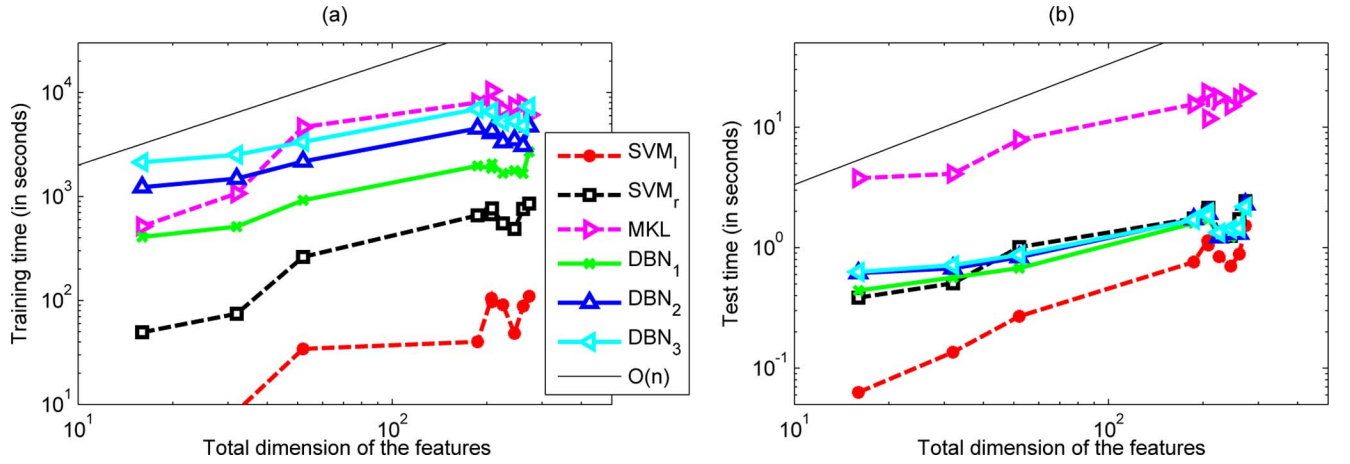 (a)
Training time (in seconds)
10^4
10^3
10^2
10^1
10^1
10^2
Total dimension of the features
SVM_l
SVM_r
MKL
DBN_1
DBN_2
DBN_3
O(n)
(b)
Test time (in seconds)
10^1
10^0
10^-1
10^1
10^2
Total dimension of the features